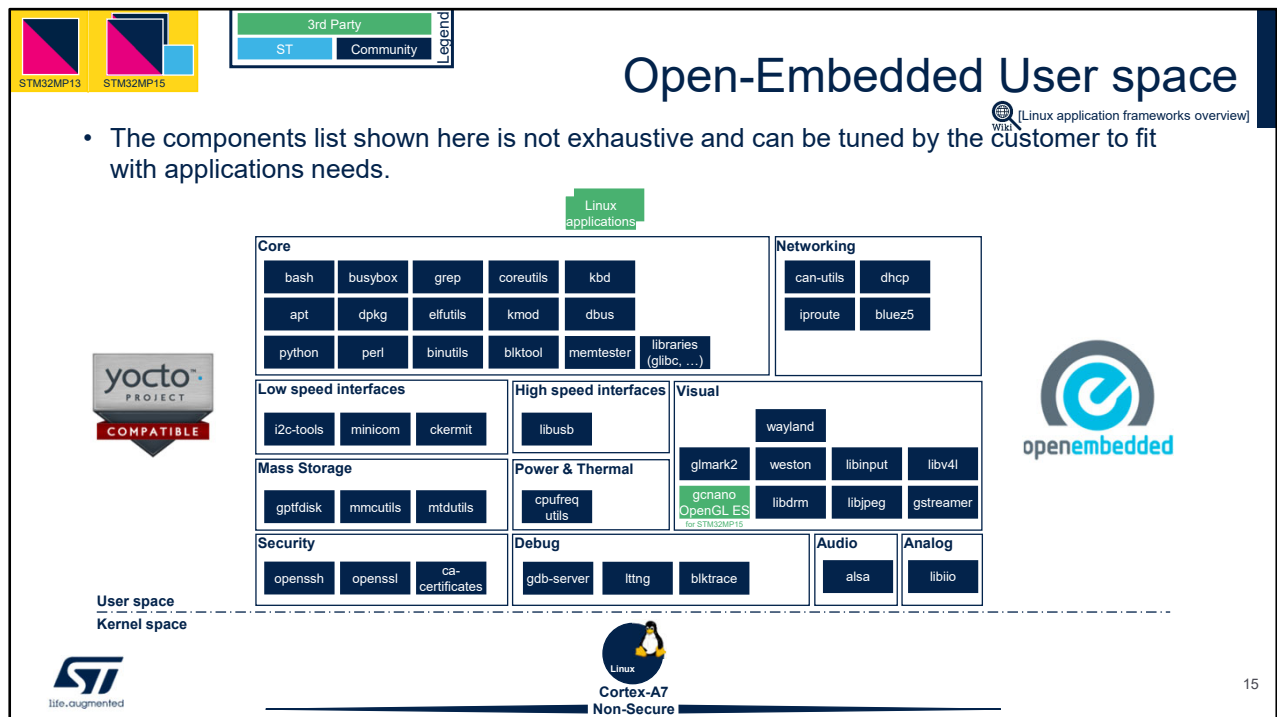 STM32MP13
STM32MP15
3rd Party
ST
Community
Legend
Open-Embedded User space
Wiki
[Linux application frameworks overview]
• The components list shown here is not exhaustive and can be tuned by the customer to fit
with applications needs.
Linux
applications
Core
bash busybox grep coreutils kbd
apt dpkg elfutils kmod dbus
python perl binutils blktool memtester libraries
(glibc, …)
Networking
can-utils dhcp
iproute bluez5
yocto™
PROJECT
COMPATIBLE
Low speed interfaces
i2c-tools minicom ckermit
High speed interfaces
libusb
Visual
wayland
glmark2 weston libinput libv4l
gcnano
OpenGL ES
for STM32MP15
libdrm libjpeg gstreamer
openembedded
Mass Storage
gptfdisk mmcutils mtdutils
Power & Thermal
cpufreq
utils
Security
openssh openssl ca-
certificates
Debug
gdb-server lttng blktrace
Audio
alsa
Analog
libiio
User space
Kernel space
Linux
Cortex-A7
Non-Secure
ST
life.augmented
15